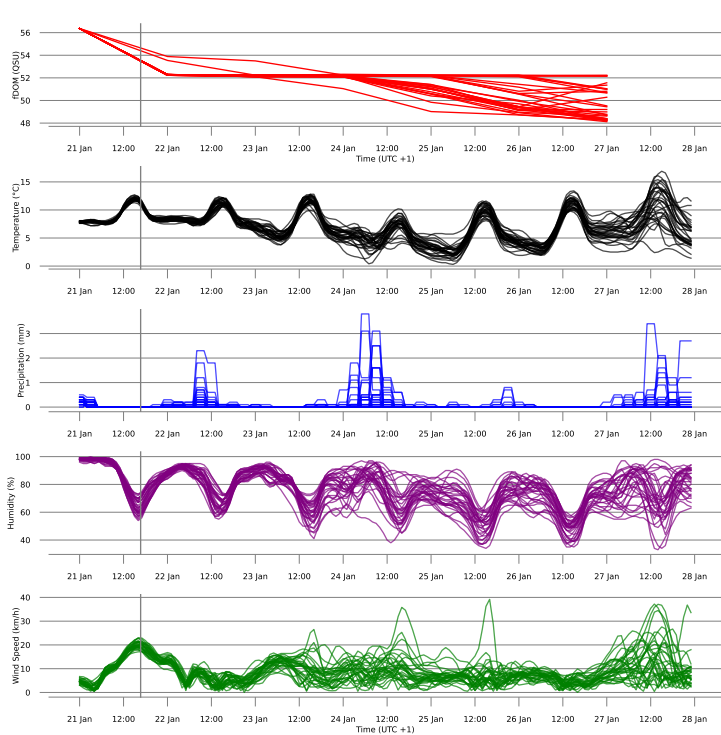 56
54
52
50
48
fDOM (QSU)
21 Jan 12:00 22 Jan 12:00 23 Jan 12:00 24 Jan 12:00 25 Jan 12:00 26 Jan 12:00 27 Jan 12:00 28 Jan
Time (UTC +1)
15
10
5
0
Temperature (°C)
21 Jan 12:00 22 Jan 12:00 23 Jan 12:00 24 Jan 12:00 25 Jan 12:00 26 Jan 12:00 27 Jan 12:00 28 Jan
3
2
1
0
Precipitation (mm)
21 Jan 12:00 22 Jan 12:00 23 Jan 12:00 24 Jan 12:00 25 Jan 12:00 26 Jan 12:00 27 Jan 12:00 28 Jan
100
80
60
40
Humidity (%)
21 Jan 12:00 22 Jan 12:00 23 Jan 12:00 24 Jan 12:00 25 Jan 12:00 26 Jan 12:00 27 Jan 12:00 28 Jan
40
30
20
10
0
Wind Speed (km/h)
21 Jan 12:00 22 Jan 12:00 23 Jan 12:00 24 Jan 12:00 25 Jan 12:00 26 Jan 12:00 27 Jan 12:00 28 Jan
Time (UTC +1)